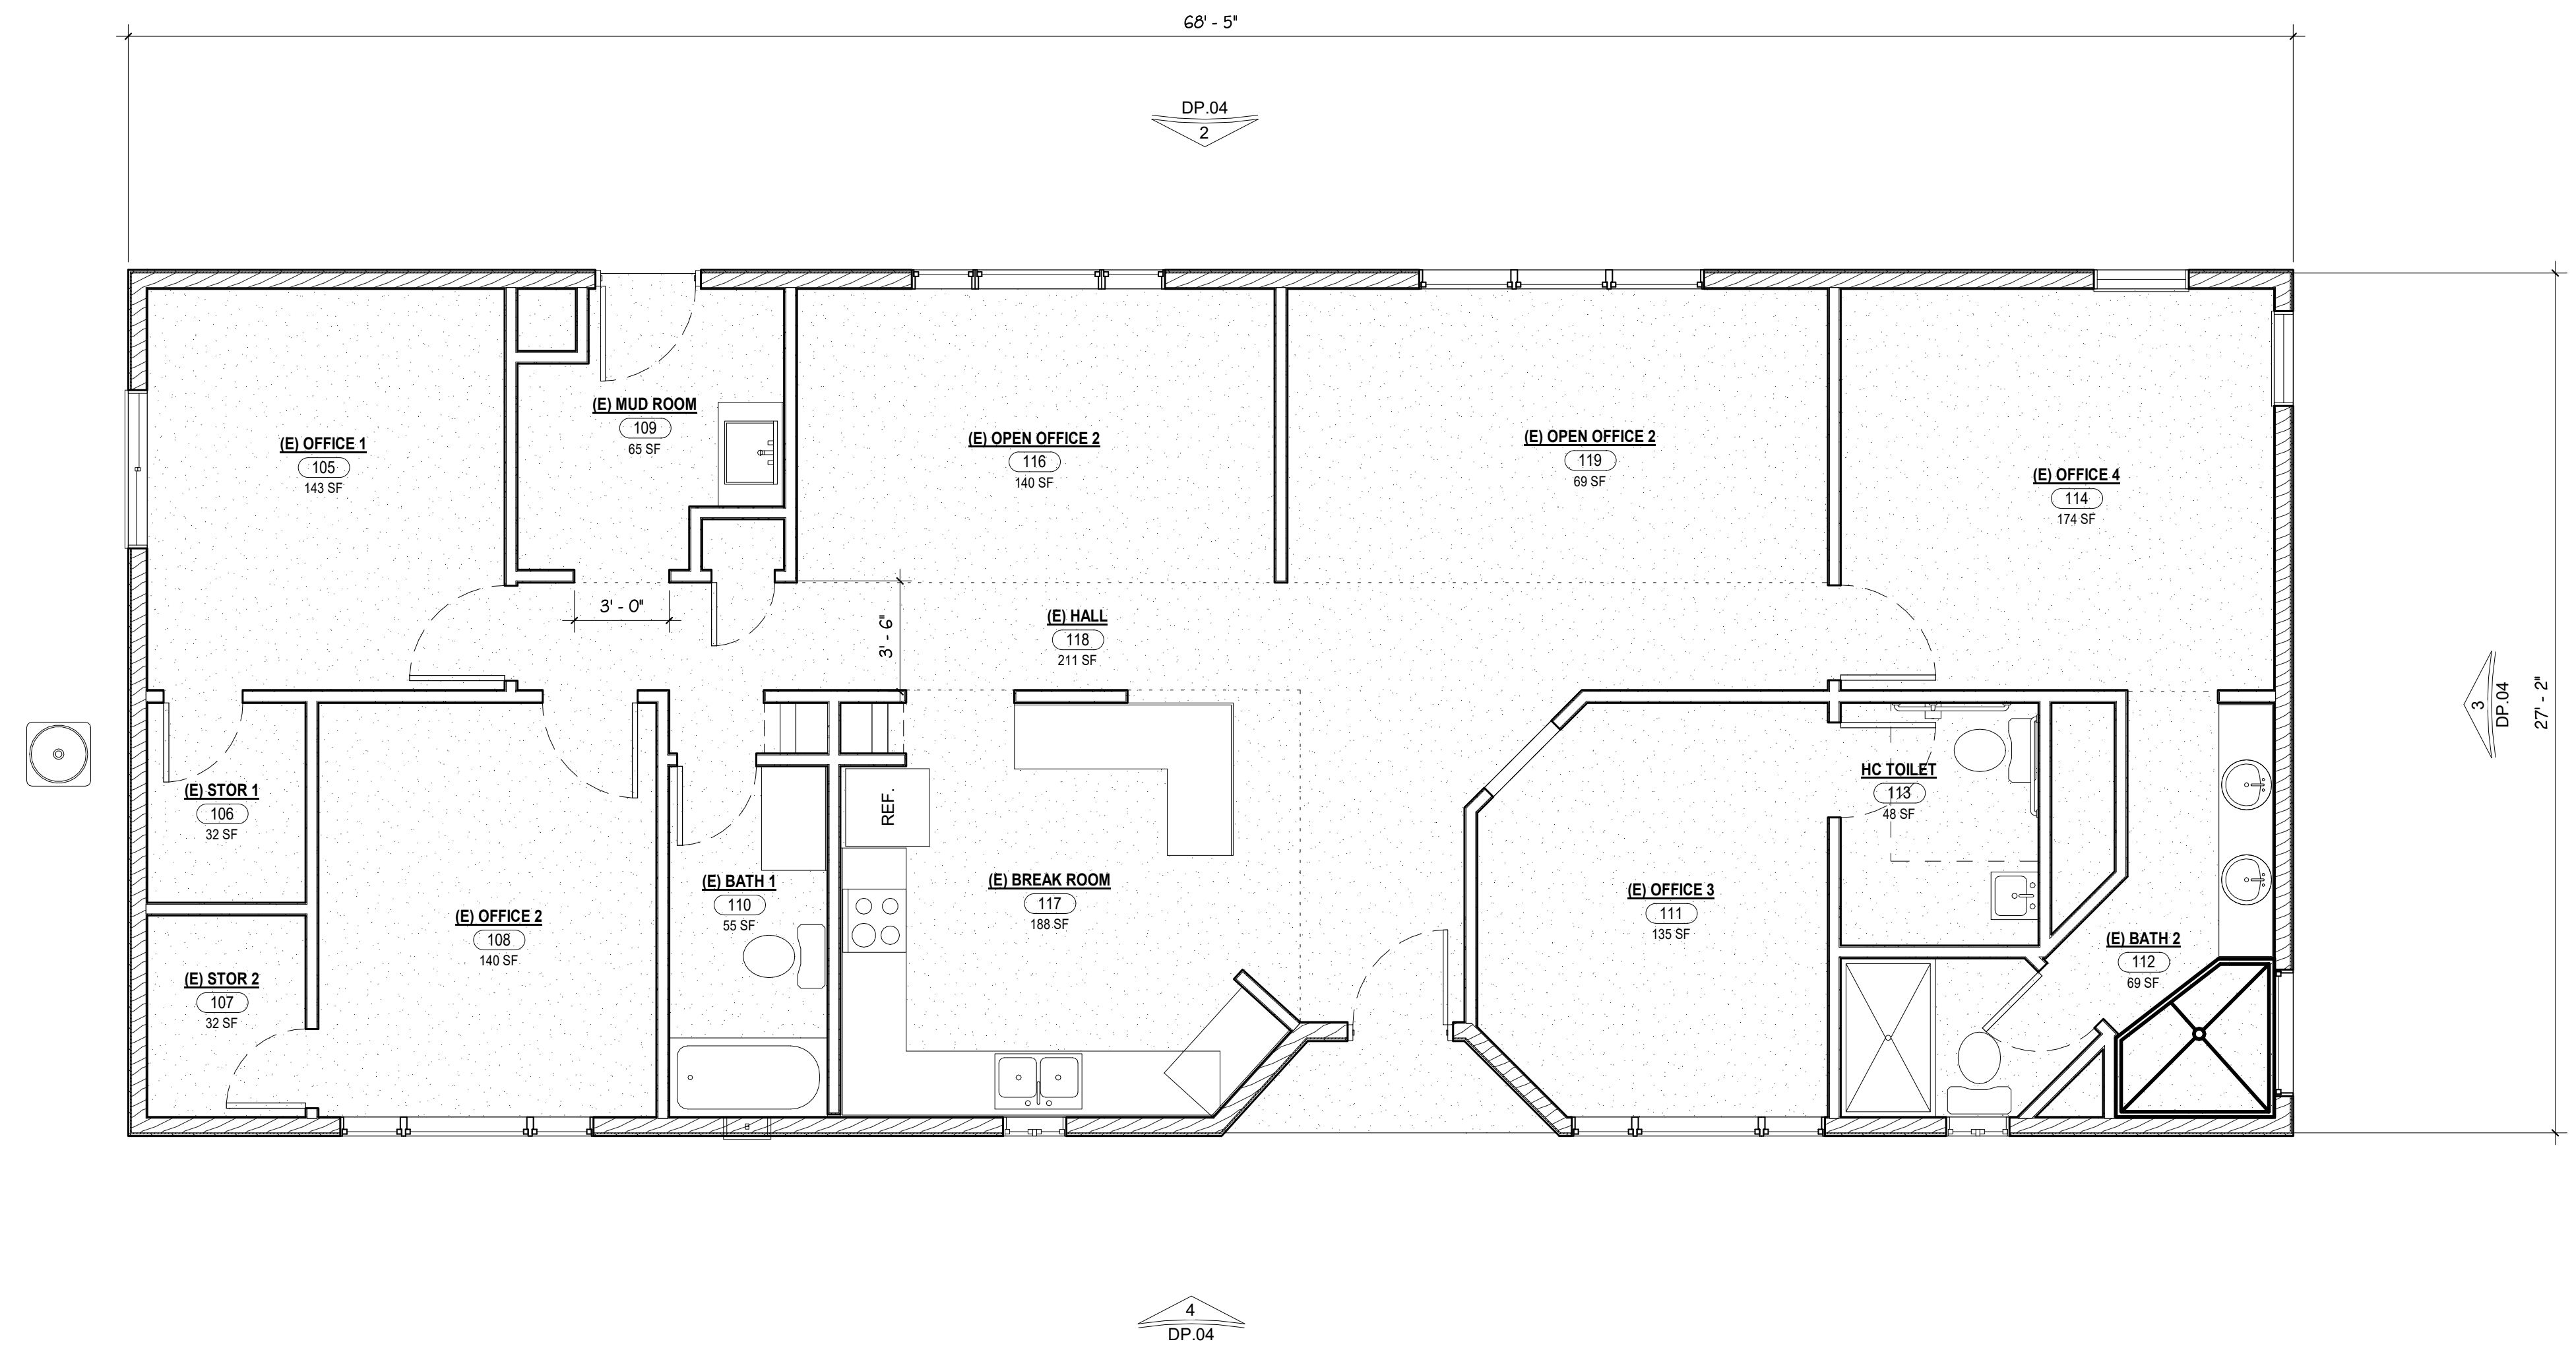 68' - 5"
DP.04
2
(E) OFFICE 1
105
143 SF
(E) MUD ROOM
109
65 SF
(E) OPEN OFFICE 2
116
140 SF
(E) OPEN OFFICE 2
119
69 SF
(E) OFFICE 4
114
174 SF
3' - 0"
3' - 6"
(E) HALL
118
211 SF
3
DP.04
27' - 2"
(E) STOR 1
106
32 SF
(E) STOR 2
107
32 SF
(E) OFFICE 2
108
140 SF
(E) BATH 1
110
55 SF
REF.
(E) BREAK ROOM
117
188 SF
(E) OFFICE 3
111
135 SF
HC TOILET
113
48 SF
(E) BATH 2
112
69 SF
4
DP.04